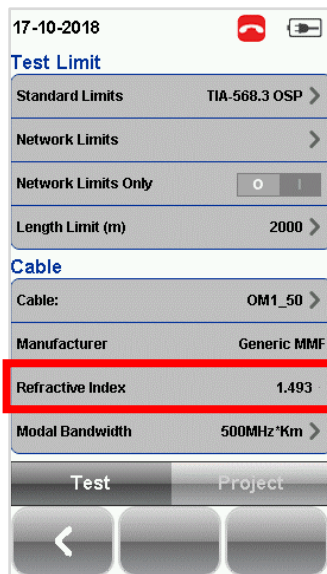 17-10-2018
Test Limit
Standard Limits TIA-568.3 OSP
Network Limits
Network Limits Only O I
Length Limit (m) 2000
Cable
Cable: OM1_50
Manufacturer Generic MMF
Refractive Index 1.493
Modal Bandwidth 500MHz*Km
Test Project